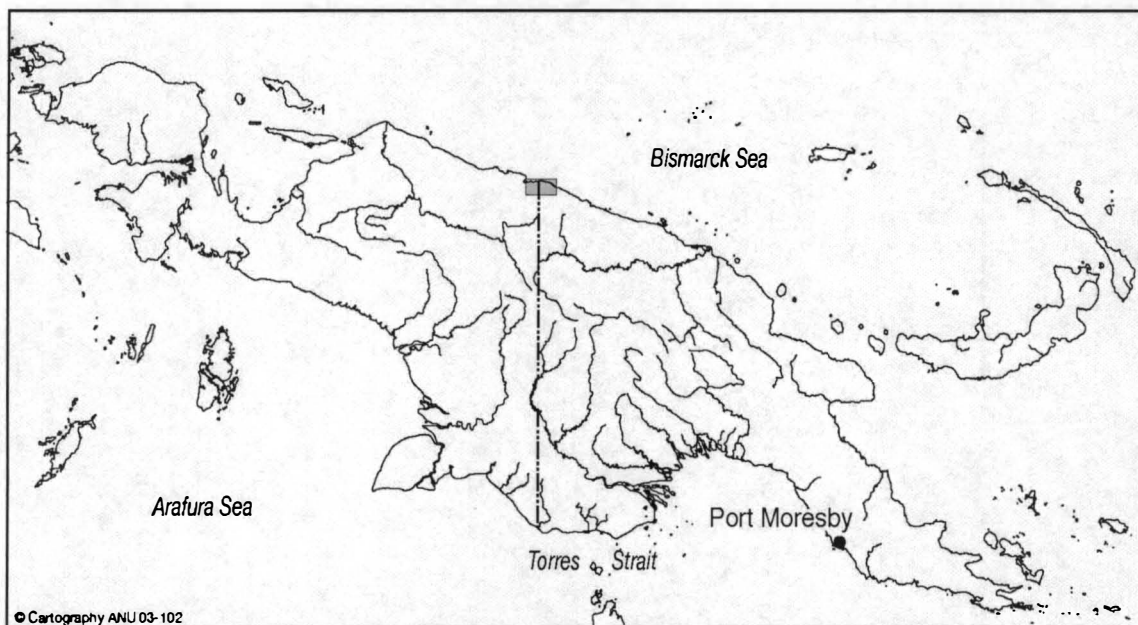 Bismarck Sea
Arafura Sea
Port Moresby
Torres Strait
© Cartography ANU 03-102